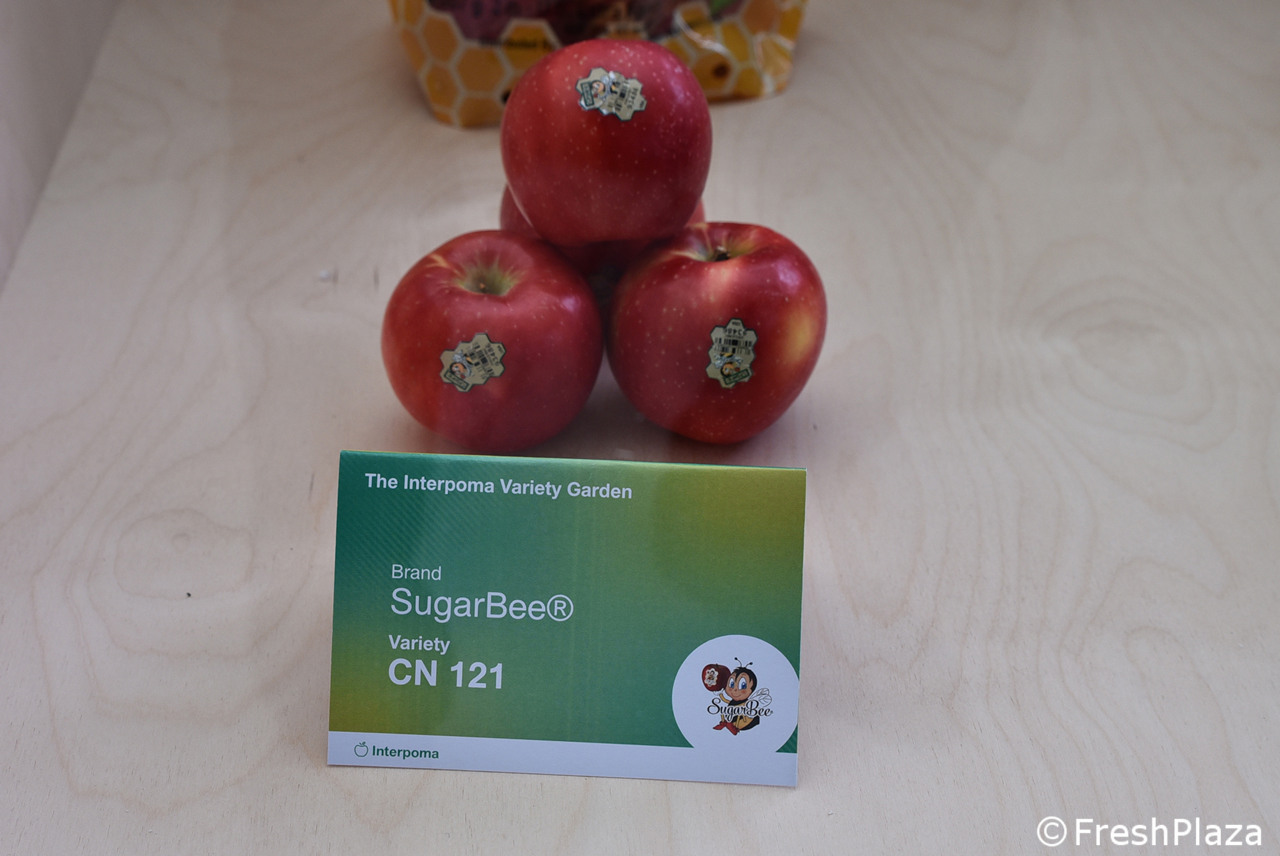 The Interpoma Variety Garden
Brand
SugarBee®
Variety
CN 121
SugarBee®
Interpoma
©FreshPlaza